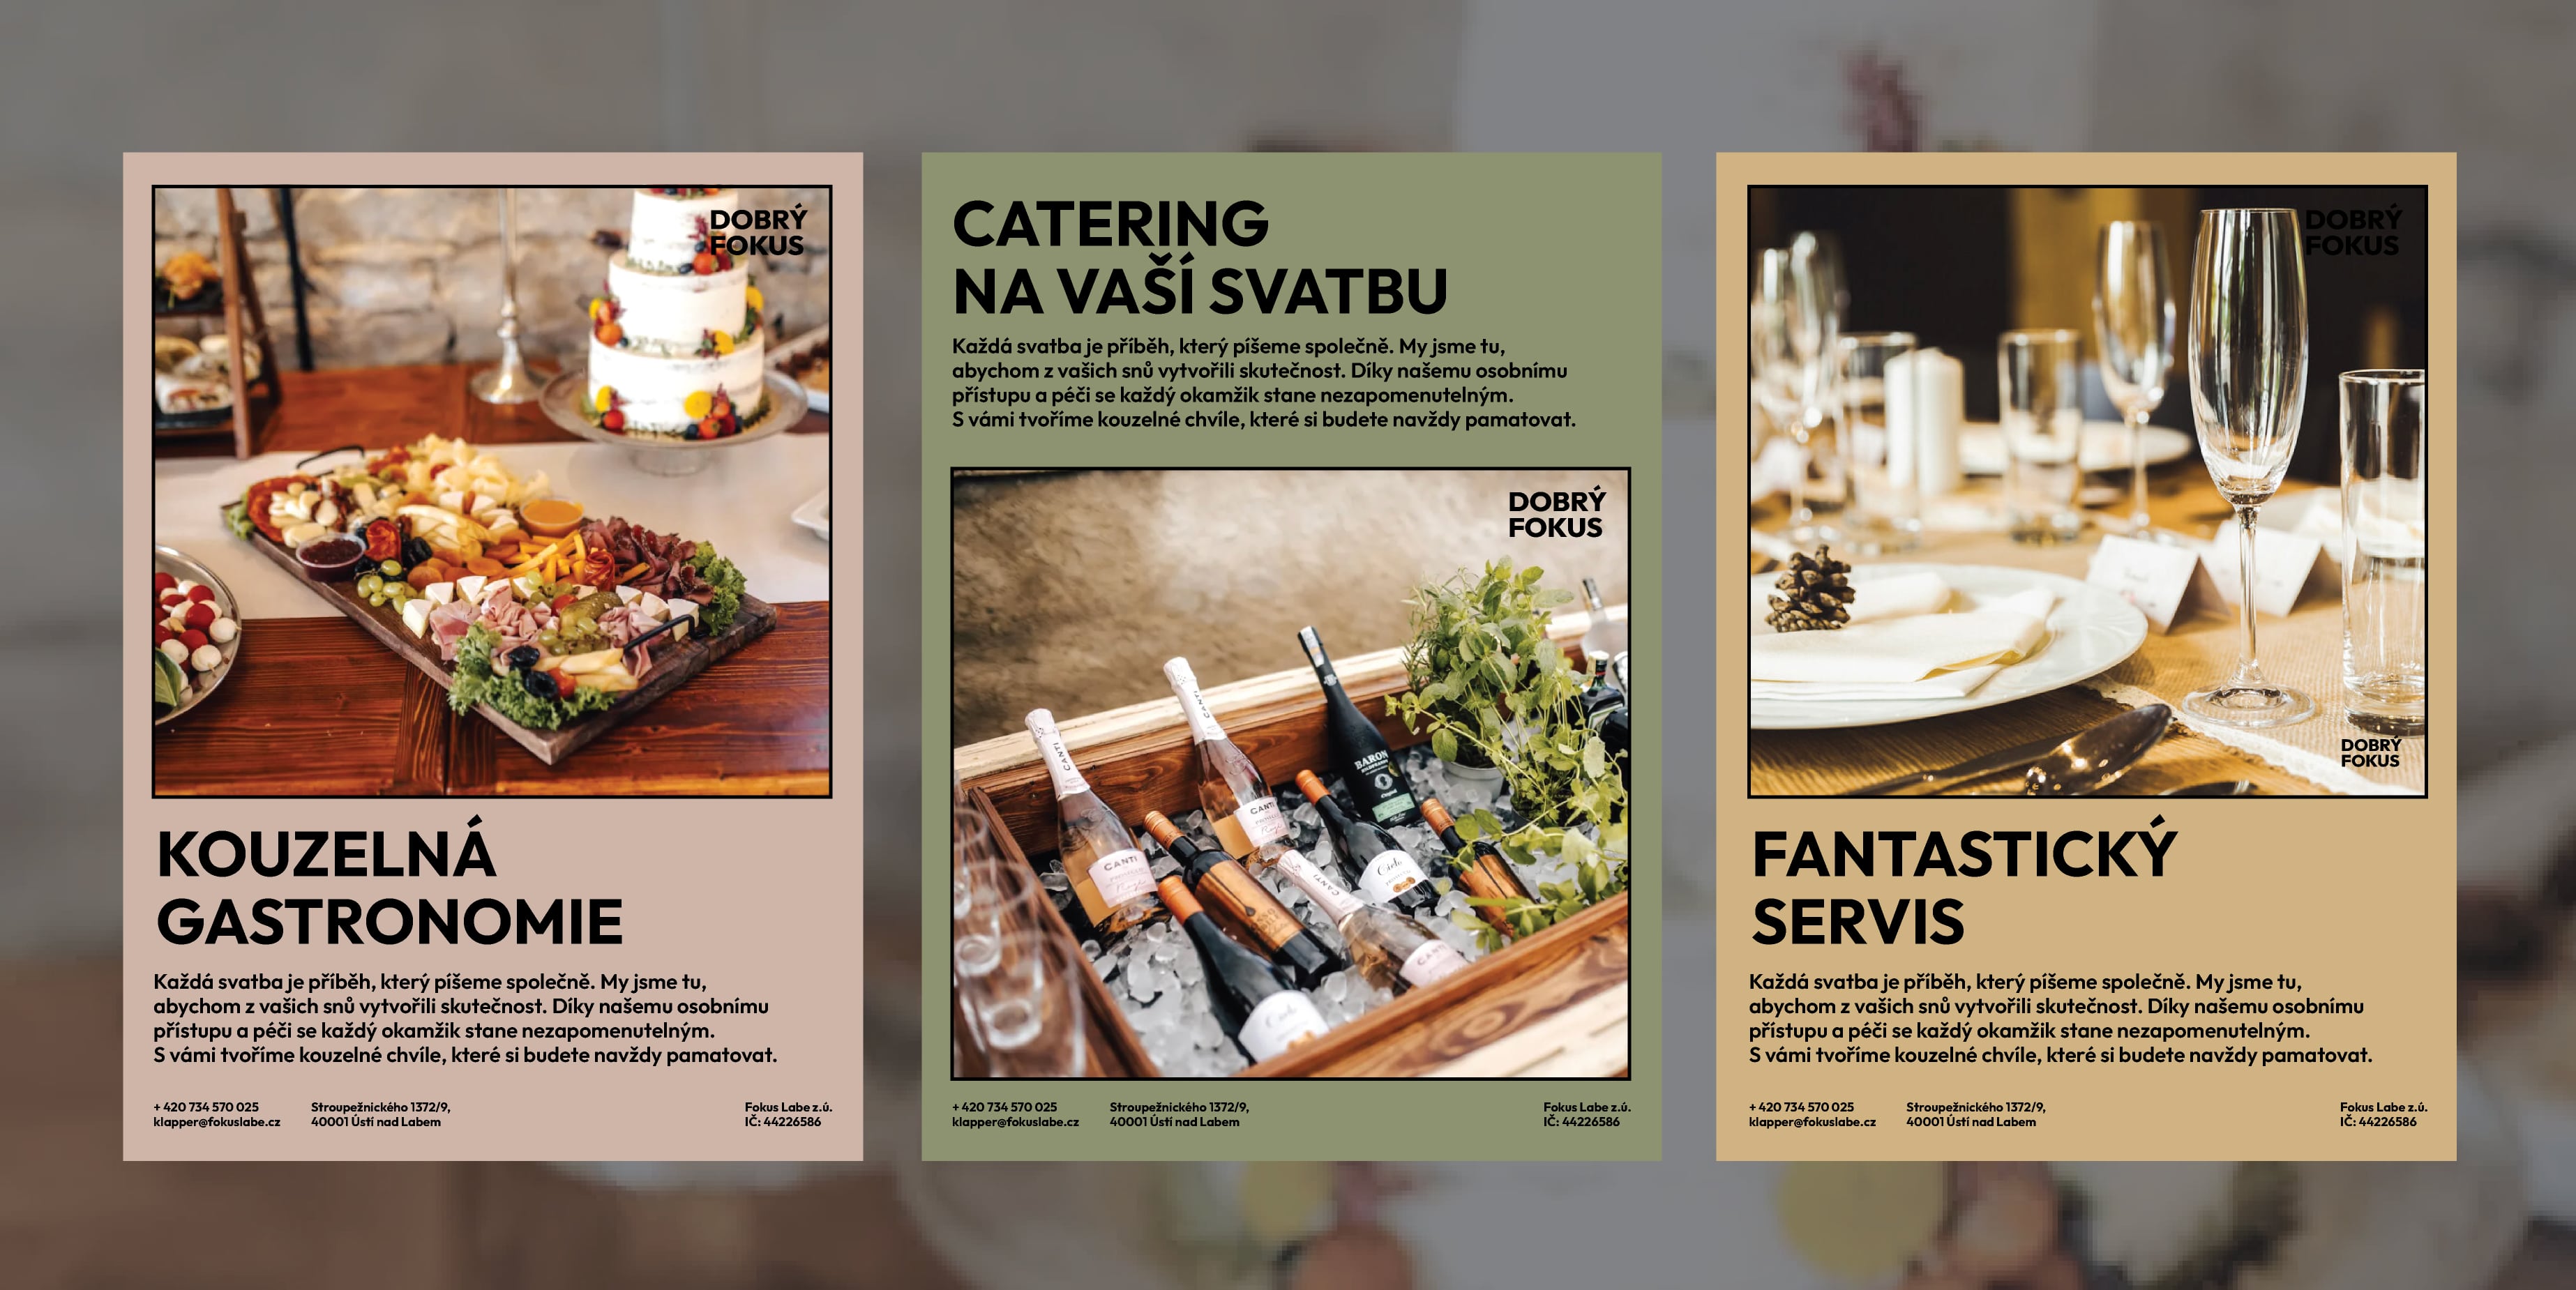 DOBRÝ
FOKUS
KOUZELNÁ
GASTRONOMIE
Každá svatba je příběh, který píšeme společně. My jsme tu,
abychom z vašich snů vytvořili skutečnost. Díky našemu osobnímu
přístupu a péči se každý okamžik stane nezapomenutelným.
S vámi tvoříme kouzelné chvíle, které si budete navždy pamatovat.
+ 420 734 570 025
klapper@fokuslabe.cz
Stroupežnického 1372/9,
40001 Ústí nad Labem
Fokus Labe z.ú.
IČ: 44226586
CATERING
NA VAŠÍ SVATBU
Každá svatba je příběh, který píšeme společně. My jsme tu,
abychom z vašich snů vytvořili skutečnost. Díky našemu osobnímu
přístupu a péči se každý okamžik stane nezapomenutelným.
S vámi tvoříme kouzelné chvíle, které si budete navždy pamatovat.
DOBRÝ
FOKUS
CANTI
CANTI
BARON
CANTI
CANTI
CANTI
+ 420 734 570 025
klapper@fokuslabe.cz
Stroupežnického 1372/9,
40001 Ústí nad Labem
Fokus Labe z.ú.
IČ: 44226586
DOBRÝ
FOKUS
DOBRÝ
FOKUS
FANTASTICKÝ
SERVIS
Každá svatba je příběh, který píšeme společně. My jsme tu,
abychom z vašich snů vytvořili skutečnost. Díky našemu osobnímu
přístupu a péči se každý okamžik stane nezapomenutelným.
S vámi tvoříme kouzelné chvíle, které si budete navždy pamatovat.
+ 420 734 570 025
klapper@fokuslabe.cz
Stroupežnického 1372/9,
40001 Ústí nad Labem
Fokus Labe z.ú.
IČ: 44226586